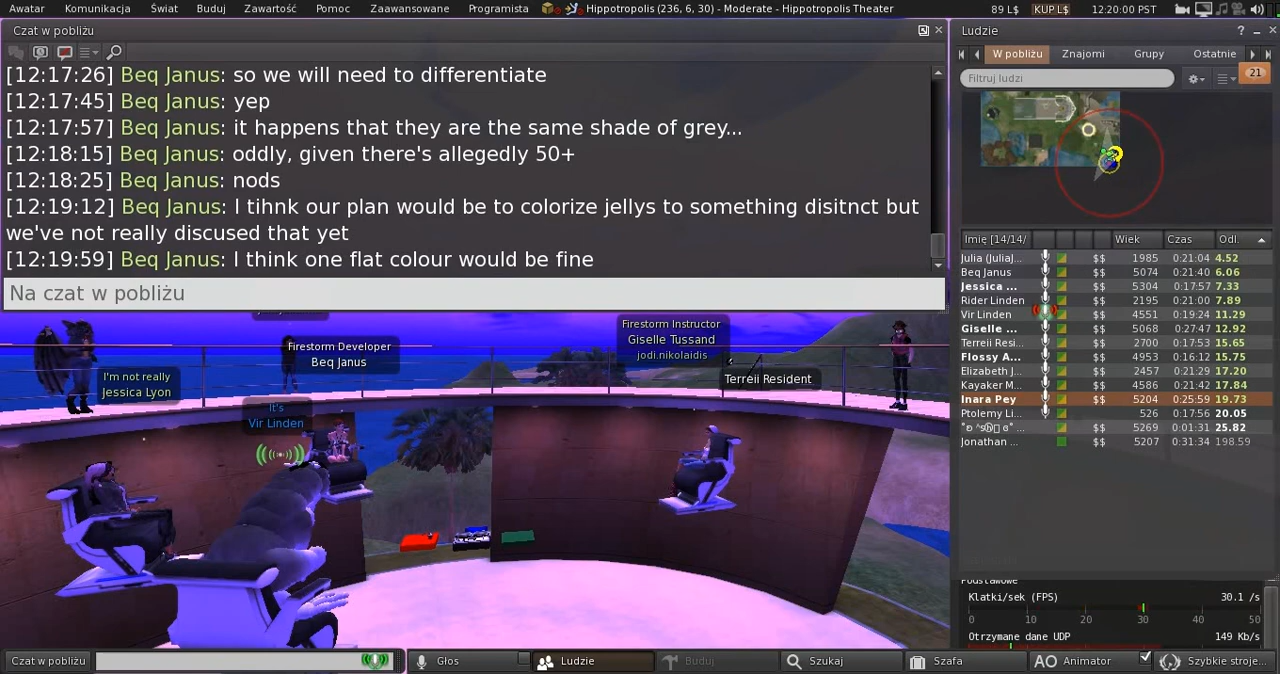 Awatar Komunikacja Świat Buduj Zawartość Pomoc Zaawansowane Programista Hippotropolis (236, 6, 30) - Moderate - Hippotropolis Theater 89 L$ KUP L$ 12:20:00 PST
Czat w pobliżu
[12:17:26] Beq Janus: so we will need to differentiate
[12:17:45] Beq Janus: yep
[12:17:57] Beq Janus: it happens that they are the same shade of grey...
[12:18:15] Beq Janus: oddly, given there's allegedly 50+
[12:18:25] Beq Janus: nods
[12:19:12] Beq Janus: I tihnk our plan would be to colorize jellys to something disitnct but
we've not really discused that yet
[12:19:59] Beq Janus: I think one flat colour would be fine
Na czat w pobliżu
Firestorm Developer
Beq Janus
Firestorm Instructor
Giselle Tussand
jodi.nikolaidis
Terreii Resident
I'm not really
Jessica Lyon
It's
Vir Linden
Ludzie
W pobliżu Znajomi Grupy Ostatnie
Filtruj ludzi
21
Imię [14/14/ Wiek Czas Odl.
Julia (JuliaJ... $$ 1985 0:21:04 4.52
Beq Janus $$ 5074 0:21:40 6.06
Jessica ... $$ 5304 0:17:57 7.33
Rider Linden $$ 2195 0:21:00 7.89
Vir Linden $$ 4551 0:19:24 11.29
Giselle ... $$ 5068 0:27:47 12.92
Terreii Resi... $$ 2700 0:17:53 15.65
Flossy A... $$ 4953 0:16:12 15.75
Elizabeth J... $$ 2457 0:21:29 17.20
Kayaker M... $$ 4586 0:21:42 17.84
Inara Pey $$ 5204 0:25:59 19.73
Ptolemy Li... 526 0:17:56 20.05
$$ 5269 0:01:31 25.82
Jonathan ... $$ 5207 0:31:34 198.59
Podstawowe
Klatki/sek (FPS) 30.1 /s
0 10 20 30 40 50
Otrzymane dane UDP 149 Kb/s
Czat w pobliżu Głos Ludzie Buduj Szukaj Szafa AO Animator Szybkie stroje...